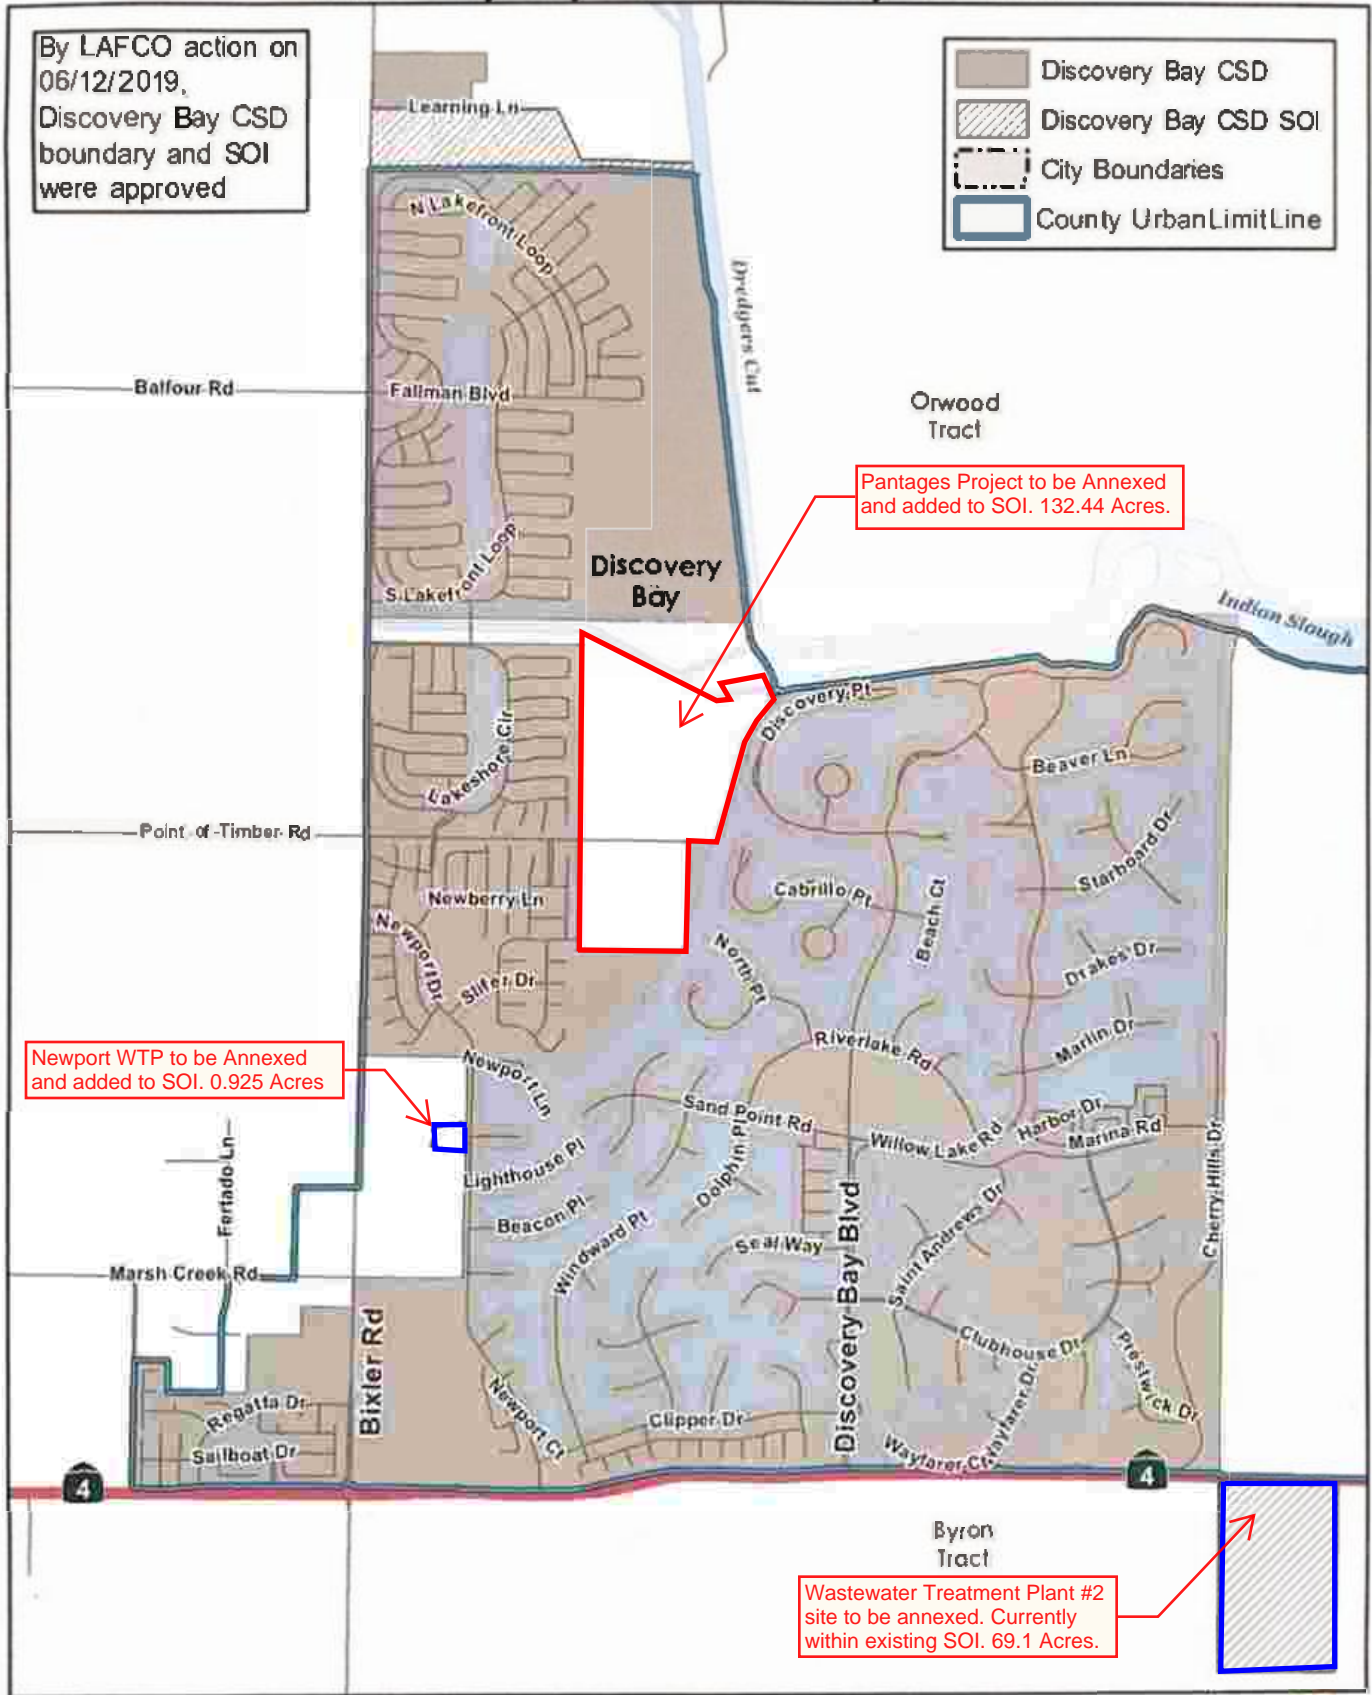 By LAFCO action on
06/12/2019,
Discovery Bay CSD
boundary and SOI
were approved
Discovery Bay CSD
Discovery Bay CSD SOI
City Boundaries
County Urban Limit Line
Learning Ln
N Lakefront Loop
Dredgers Cut
Balfour Rd
Fallman Blvd
Orwood
Tract
Pantages Project to be Annexed
and added to SOI. 132.44 Acres.
S Lakefront Loop
Discovery
Bay
Indian Slough
Discovery Pt
Lakeshore Cir
Beaver Ln
Point of Timber Rd
Starboard Dr
Newberry Ln
Cabrillo Pt
Beach Ct
Newport Dr
North Pt
Drakes Dr
Slifer Dr
Marlin Dr
Riverlake Rd
Newport WTP to be Annexed
and added to SOI. 0.925 Acres
Newport Ln
Sand Point Rd
Harbor Dr
Willow Lake Rd
Marina Rd
Fertado Ln
Lighthouse Pl
Dolphin Pl
Cherry Hills Dr
Beacon Pl
Windward Pt
Seal Way
Saint Andrews Dr
Marsh Creek Rd
Discovery Bay Blvd
Bixler Rd
Clubhouse Dr
Prestwick Dr
Regatta Dr
Newport Ct
Clipper Dr
Wayfarer Dr
Sailboat Dr
Wayfarer Ct
4
4
Byron
Tract
Wastewater Treatment Plant #2
site to be annexed. Currently
within existing SOI. 69.1 Acres.